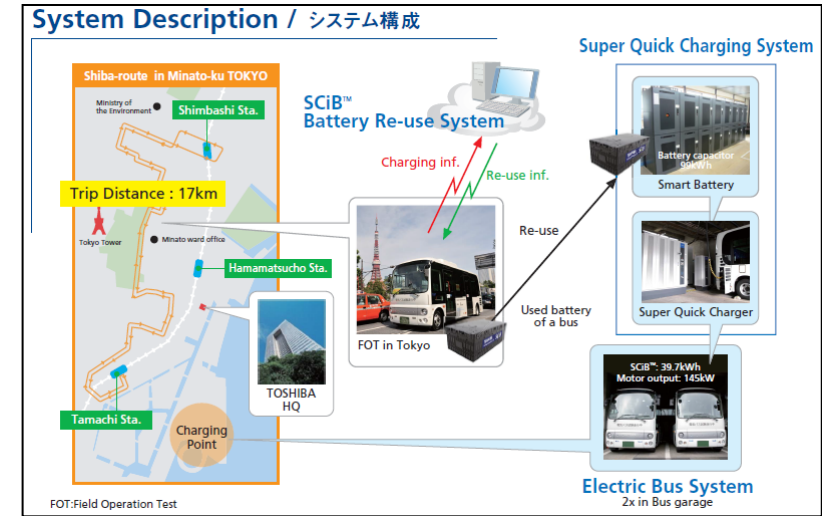 System Description / システム構成
Super Quick Charging System
Shiba-route in Minato-ku TOKYO
Ministry of
the Environment
Shimbashi Sta.
SCiB™
Battery Re-use System
Battery capacitor
99kWh
Smart Battery
Charging inf.
Re-use inf.
Trip Distance : 17km
Tokyo Tower
Minato ward office
Re-use
Hamamatsucho Sta.
Super Quick Charger
Used battery
of a bus
FOT in Tokyo
SCiB™: 39.7kWh
Motor output: 145kW
TOSHIBA
HQ
Tamachi Sta.
Charging
Point
Electric Bus System
2x in Bus garage
FOT:Field Operation Test